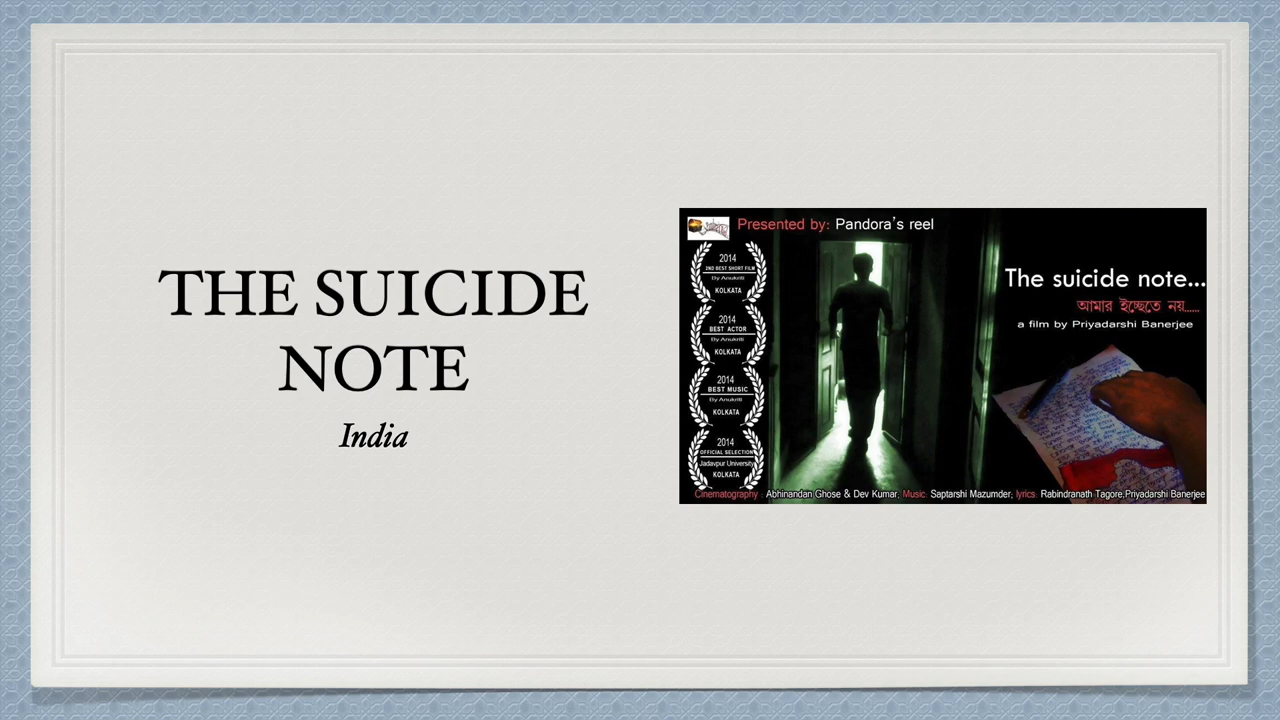 THE SUICIDE
NOTE
India
Presented by: Pandora's reel
2014
2ND BEST SHORT FILM
By Anukriti
KOLKATA
2014
BEST ACTOR
By Anukriti
KOLKATA
2014
BEST MUSIC
By Anukriti
KOLKATA
2014
OFFICIAL SELECTION
Jadavpur University
KOLKATA
The suicide note...
আমার ইচ্ছেতে নয়......
a film by Priyadarshi Banerjee
Cinematography : Abhinandan Ghose & Dev Kumar, Music: Saptarshi Mazumder; lyrics: Rabindranath Tagore,Priyadarshi Banerjee